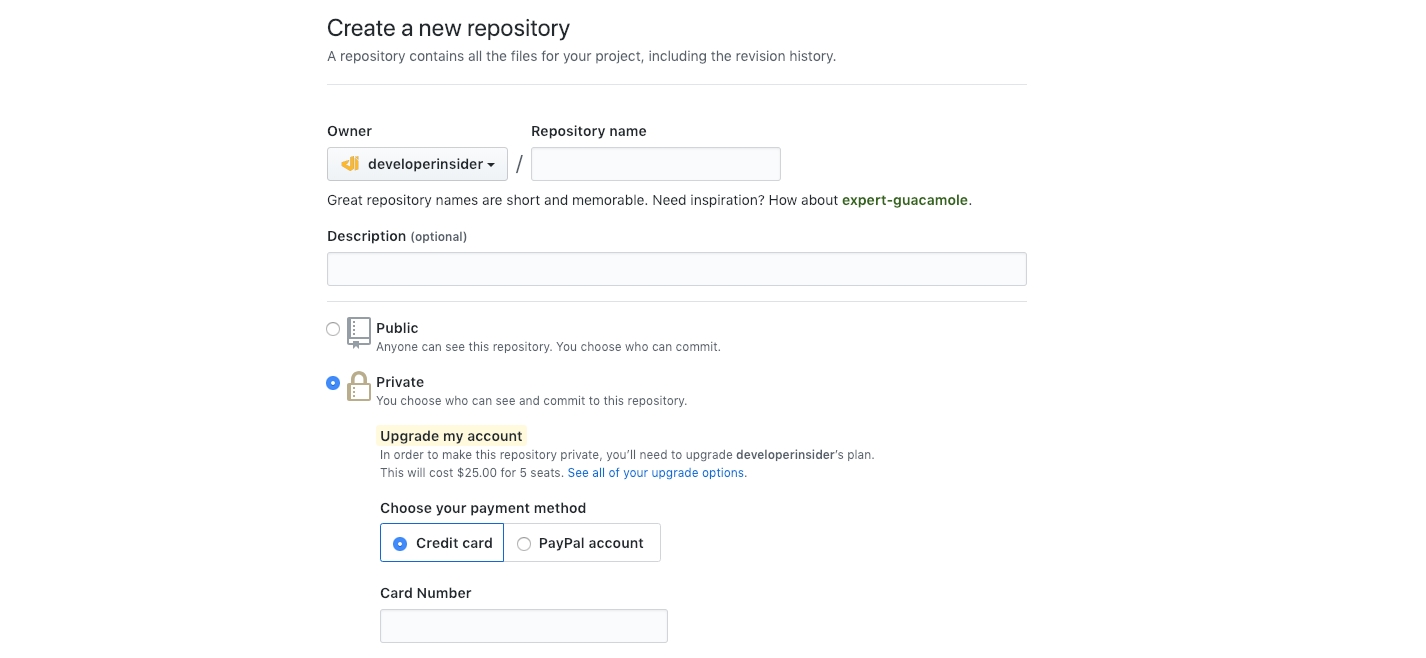 Create a new repository
A repository contains all the files for your project, including the revision history.
Owner
Repository name
developerinsider
/
Great repository names are short and memorable. Need inspiration? How about expert-guacamole.
Description (optional)
Public
Anyone can see this repository. You choose who can commit.
Private
You choose who can see and commit to this repository.
Upgrade my account
In order to make this repository private, you’ll need to upgrade developerinsider’s plan.
This will cost $25.00 for 5 seats. See all of your upgrade options.
Choose your payment method
Credit card
PayPal account
Card Number